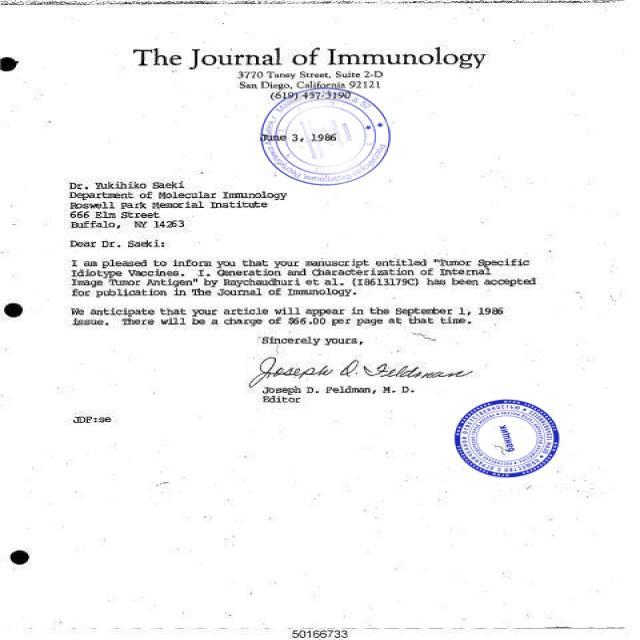 The Journal of Immunology
3770 Tansy Street, Suite 2-D
San Diego, California 92121
(619) 457-3190
June 3, 1986
Dr. Yukihiko Saeki
Department of Molecular Immunology
Roswell Park Memorial Institute
666 Elm Street
Buffalo, NY 14263
Dear Dr. Saeki:
I am pleased to inform you that your manuscript entitled "Tumor Specific
Idiotype Vaccines. I. Generation and Characterization of Internal
Image Tumor Antigen" by Raychaudhuri et al. (I8613179C) has been accepted
for publication in The Journal of Immunology.
We anticipate that your article will appear in the September 1, 1986
issue. There will be a charge of $66.00 per page at that time.
Sincerely yours,
Joseph D. Feldman
Joseph D. Feldman, M. D.
Editor
JDF:se
ОБЩЕСТВО С ОГРАНИЧЕННОЙ ОТВЕТСТВЕННОСТЬЮ
50166733